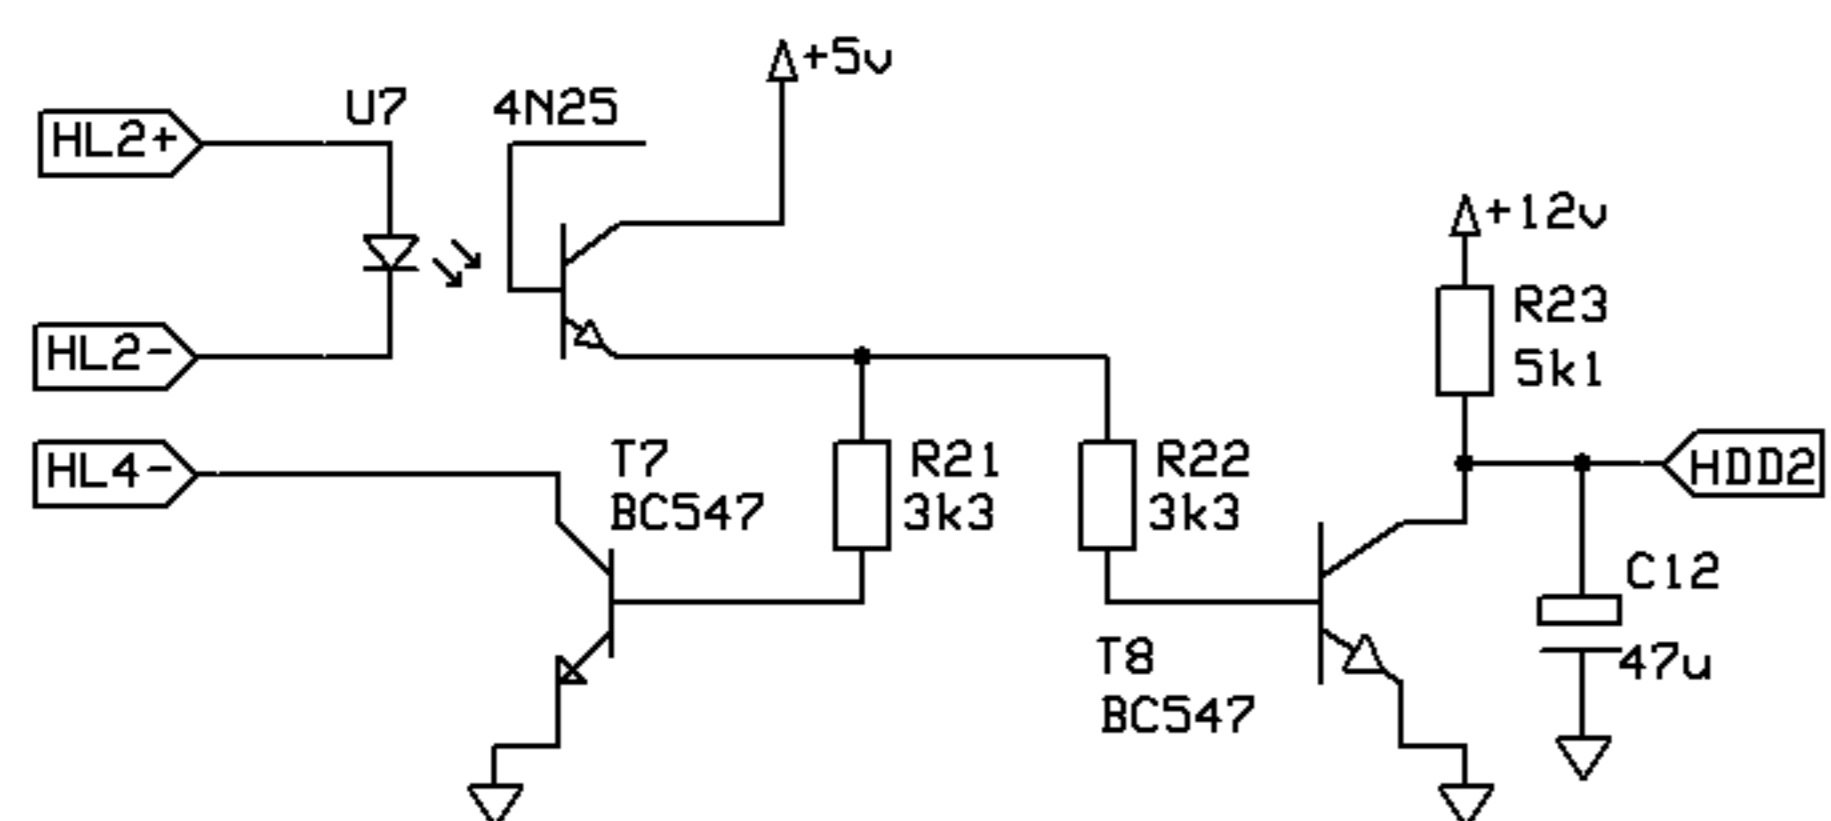 +5v
U7 4N25
HL2+
+12v
R23
HL2-
5k1
T7 R21 R22
HL4- HDD2
BC547 3k3 3k3
C12
T8 47u
BC547